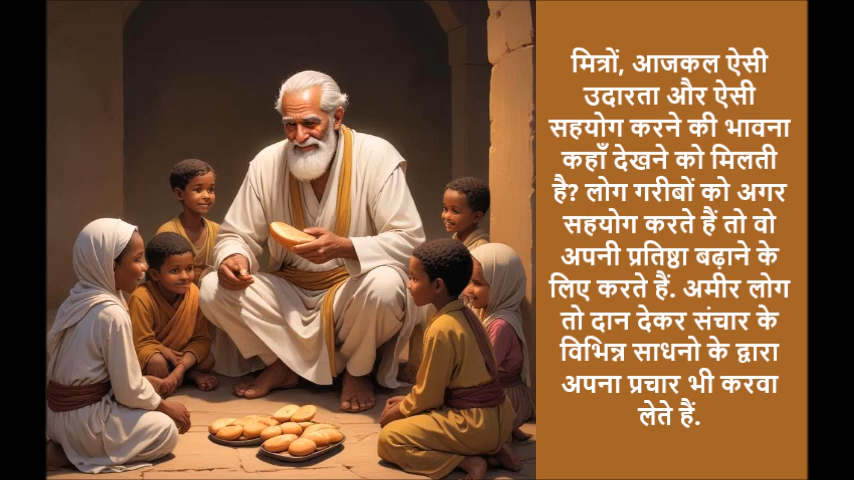 मित्रों, आजकल ऐसी
उदारता और ऐसी
सहयोग करने की भावना
कहाँ देखने को मिलती
है? लोग गरीबों को अगर
सहयोग करते हैं तो वो
अपनी प्रतिष्ठा बढ़ाने के
लिए करते हैं. अमीर लोग
तो दान देकर संचार के
विभिन्न साधनो के द्वारा
अपना प्रचार भी करवा
लेते हैं.